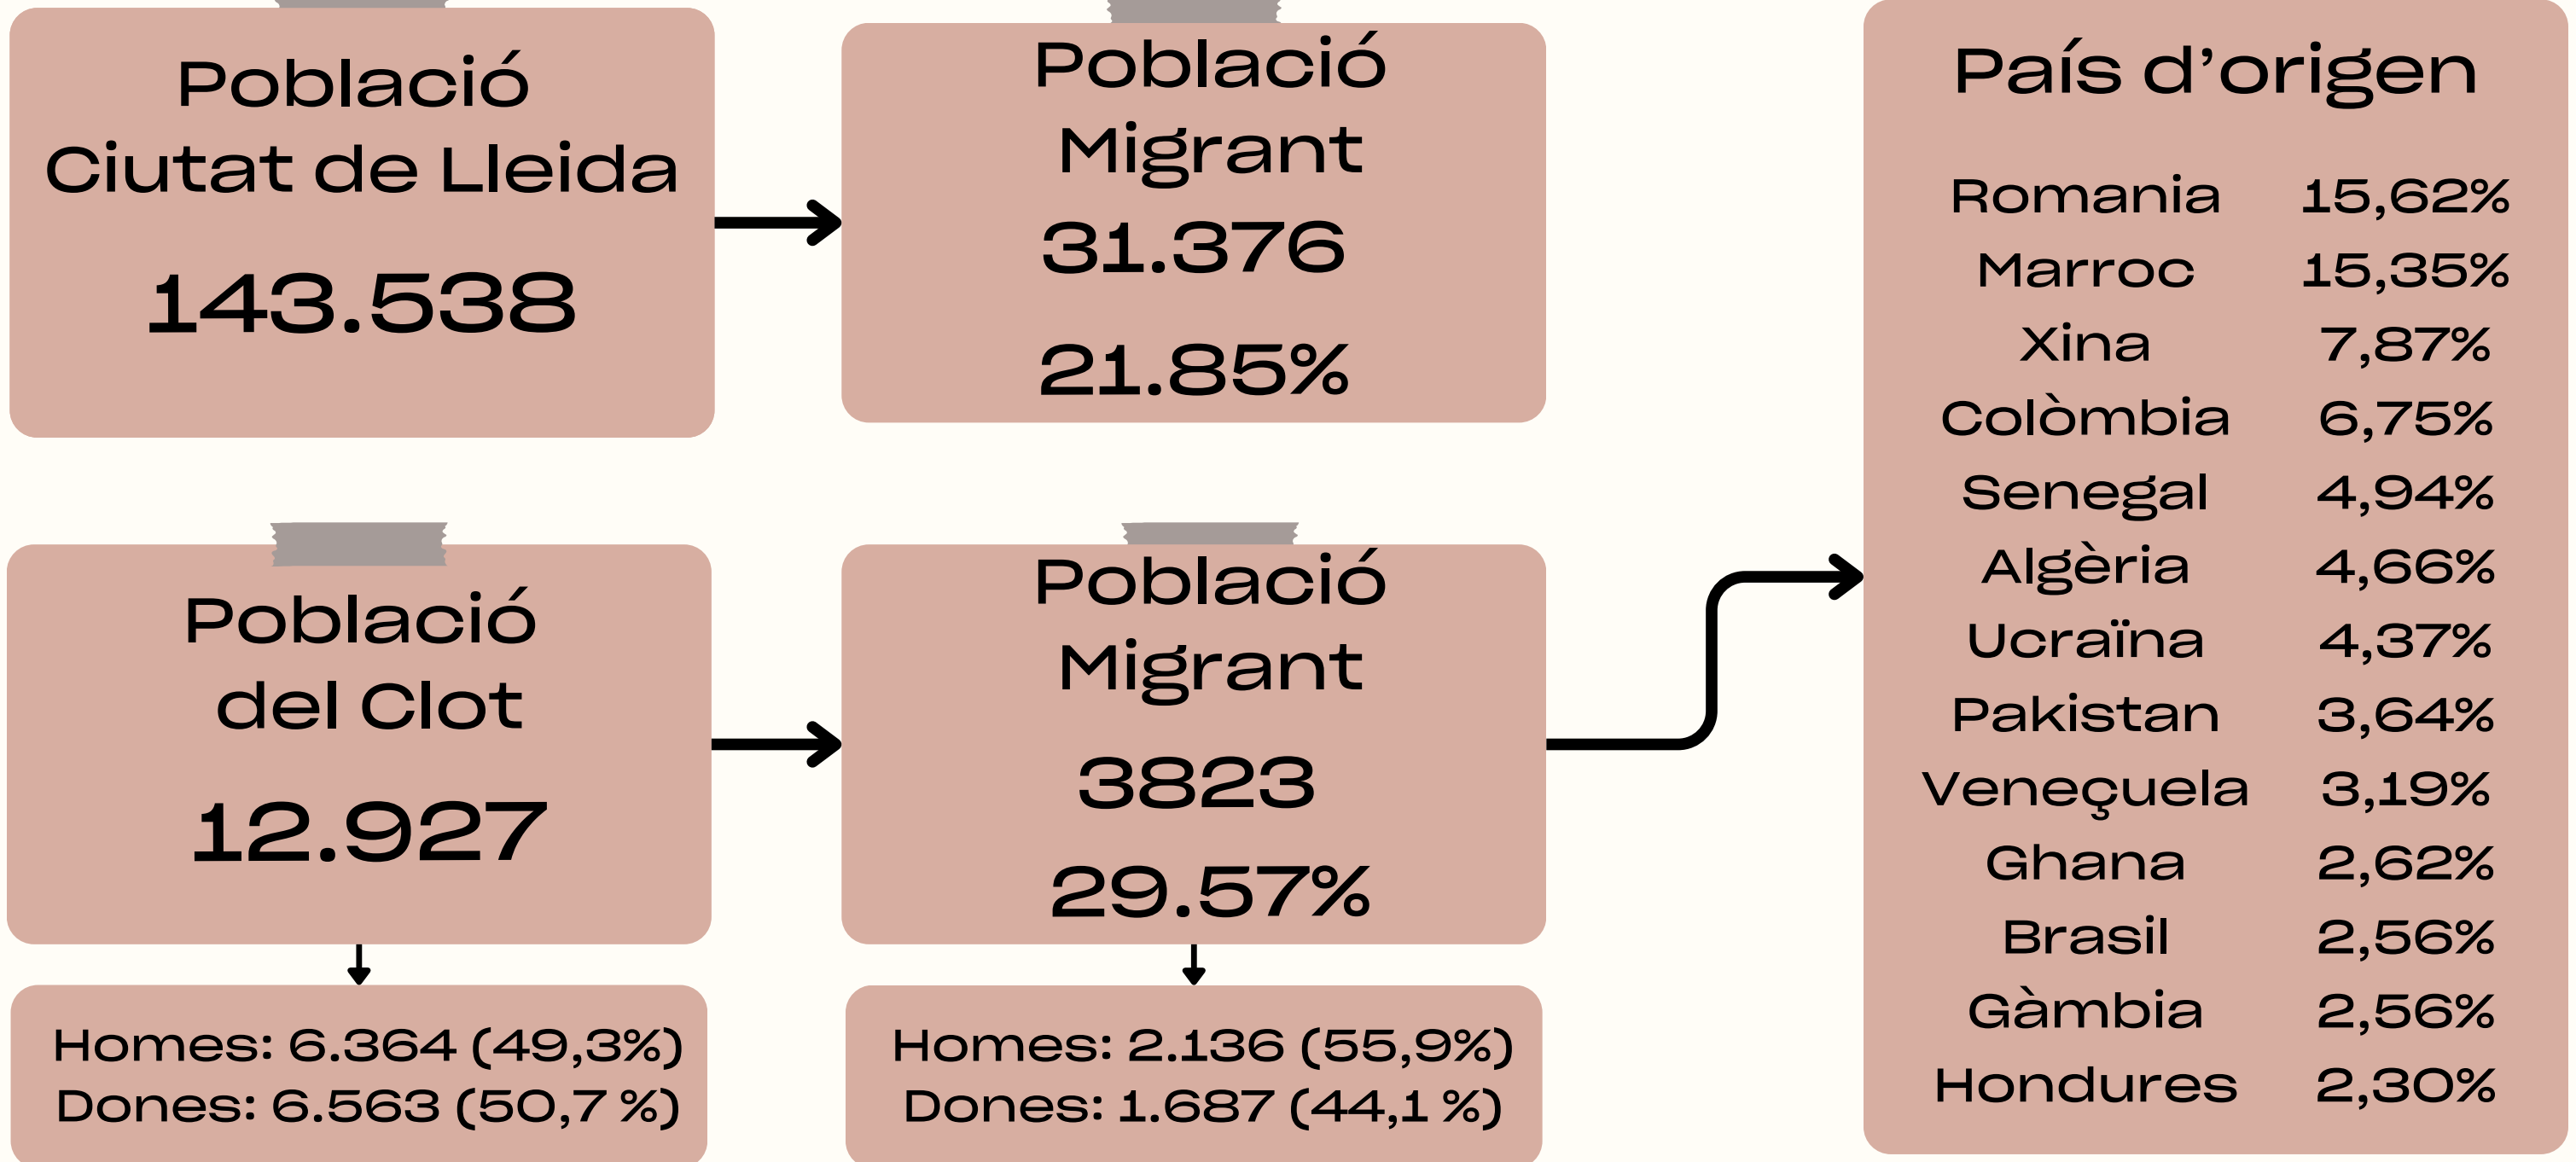 Població
Ciutat de Lleida
143.538
Població
Migrant
31.376
21.85%
Població
del Clot
12.927
Homes: 6.364 (49,3%)
Dones: 6.563 (50,7 %)
Població
Migrant
3823
29.57%
Homes: 2.136 (55,9%)
Dones: 1.687 (44,1 %)
País d’origen
Romania 15,62%
Marroc 15,35%
Xina 7,87%
Colòmbia 6,75%
Senegal 4,94%
Algèria 4,66%
Ucraïna 4,37%
Pakistan 3,64%
Veneçuela 3,19%
Ghana 2,62%
Brasil 2,56%
Gàmbia 2,56%
Hondures 2,30%